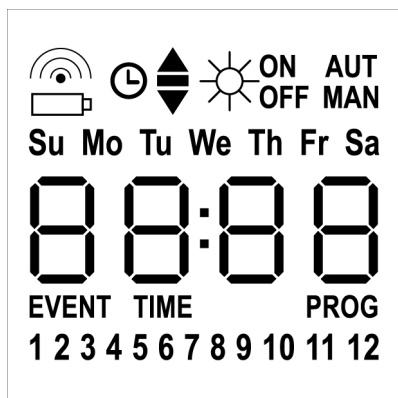 ON AUT
OFF MAN
Su Mo Tu We Th Fr Sa
88:88
EVENT TIME PROG
1 2 3 4 5 6 7 8 9 10 11 12